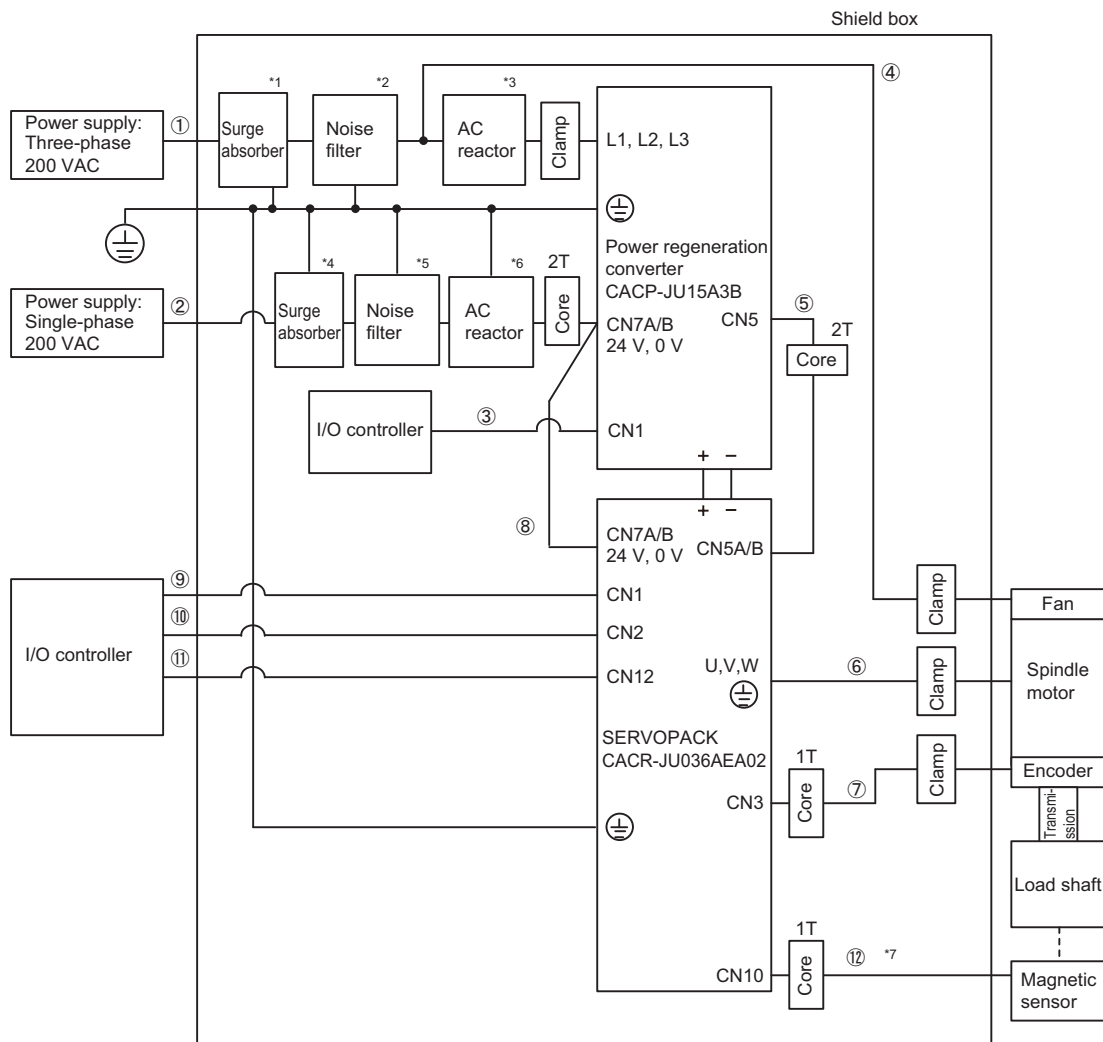 Shield box
Power supply:
Three-phase
200 VAC
①
*1
Surge
absorber
*2
Noise
filter
*3
AC
reactor
Clamp
L1, L2, L3
④
Power regeneration
converter
CACP-JU15A3B
Power supply:
Single-phase
200 VAC
②
*4
Surge
absorber
*5
Noise
filter
*6
AC
reactor
2T
Core
CN7A/B
24 V, 0 V
CN5
⑤
2T
Core
I/O controller
③
CN1
+ −
+ −
⑧
CN7A/B
24 V, 0 V
CN5A/B
I/O controller
⑨
CN1
⑩
CN2
⑪
CN12
Clamp
Fan
U,V,W
⑥
Clamp
Spindle
motor
SERVOPACK
CACR-JU036AEA02
CN3
1T
Core
⑦
Clamp
Encoder
Transmi-
ssion
Load shaft
CN10
1T
Core
⑫
*7
Magnetic
sensor